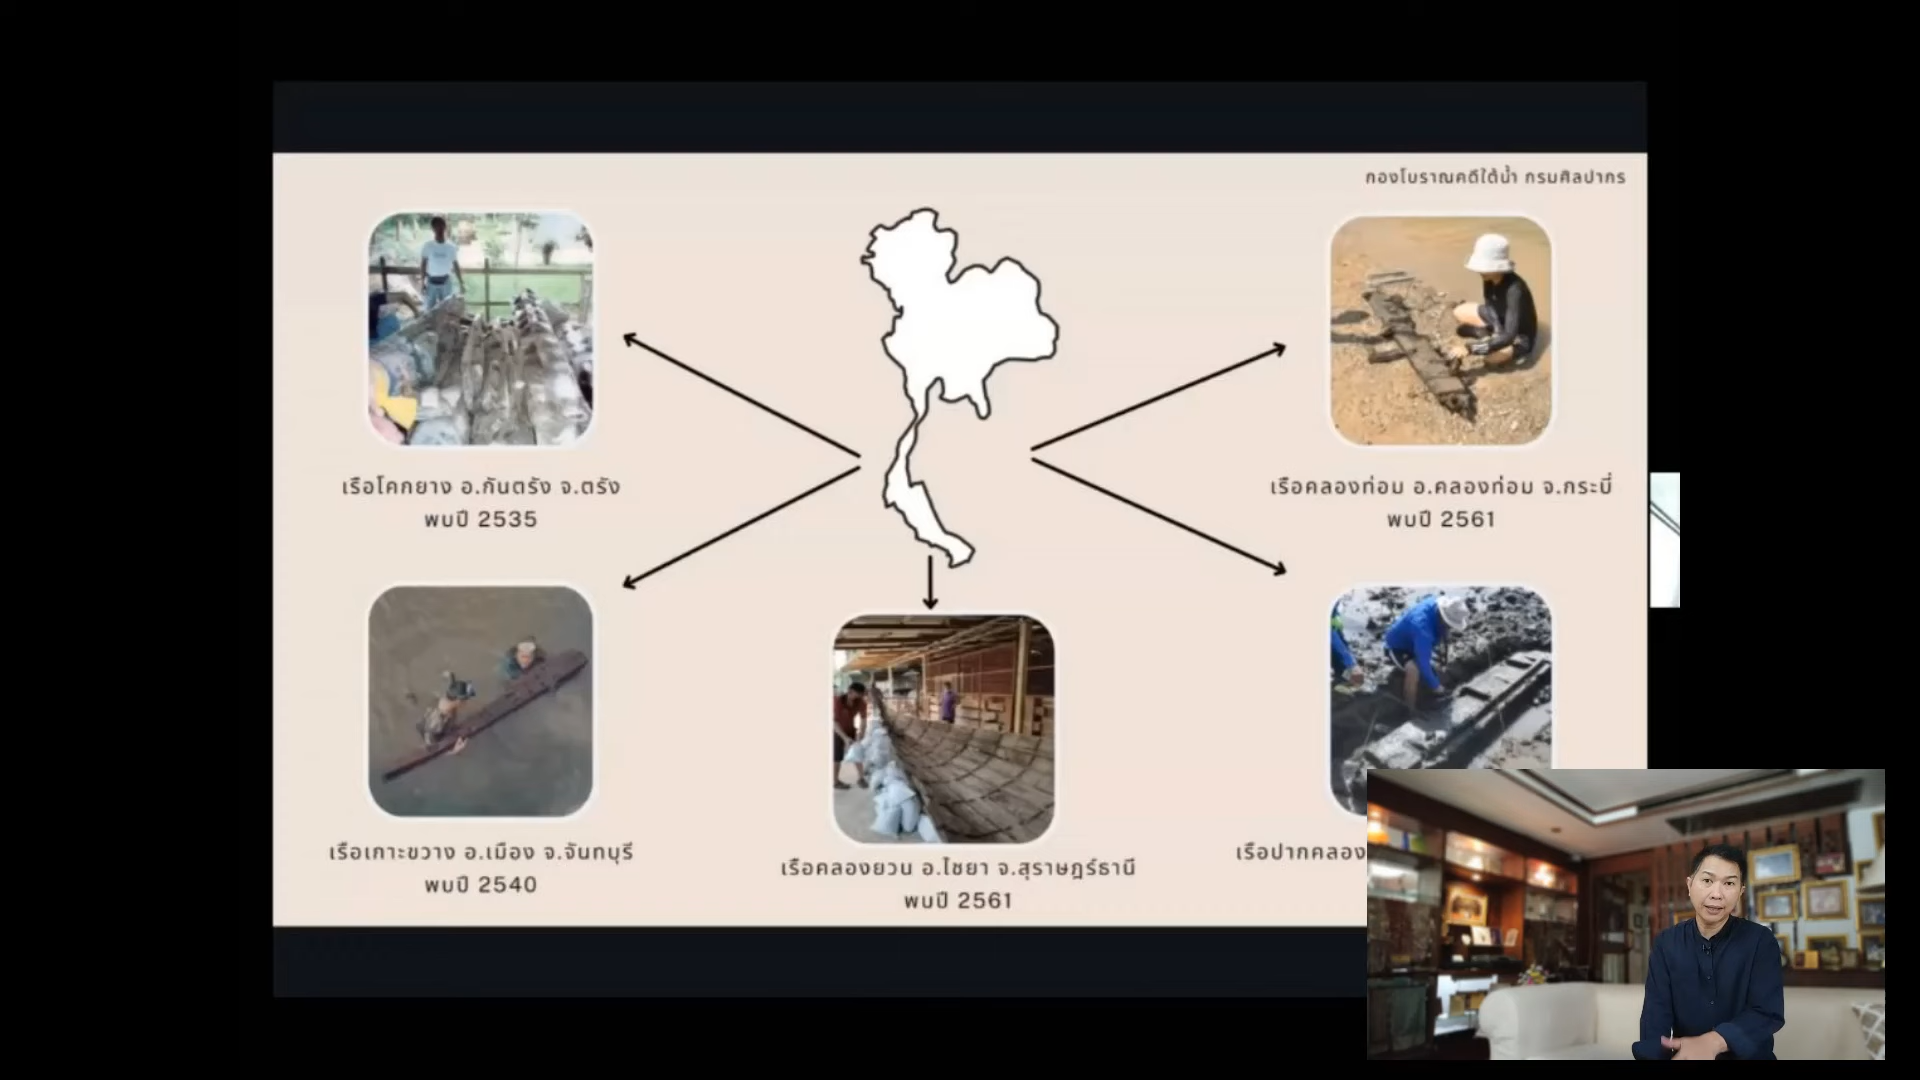 กองโบราณคดีใต้น้ำ กรมศิลปากร
เรือโคกยาง อ.กันตรัง จ.ตรัง
พบปี 2535
เรือคลองท่อม อ.คลองท่อม จ.กระบี่
พบปี 2561
เรือเกาะขวาง อ.เมือง จ.จันทบุรี
พบปี 2540
เรือคลองยวน อ.ไชยา จ.สุราษฎร์ธานี
พบปี 2561
เรือปากคลอง